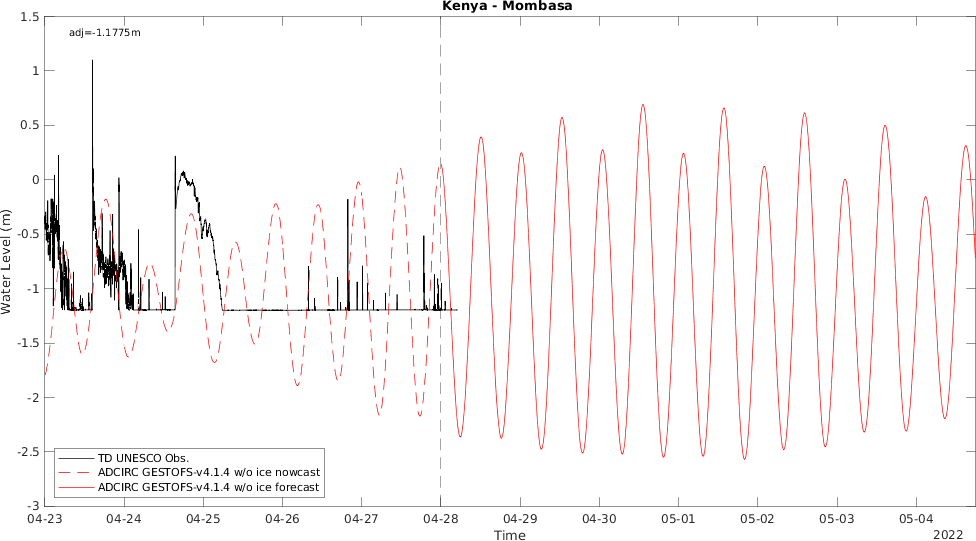 Kenya - Mombasa
adj=-1.1775m
1.5
1
0.5
0
-0.5
-1
-1.5
-2
-2.5
-3
Water Level (m)
TD UNESCO Obs.
ADCIRC GESTOFS-v4.1.4 w/o ice nowcast
ADCIRC GESTOFS-v4.1.4 w/o ice forecast
04-23 04-24 04-25 04-26 04-27 04-28 04-29 04-30 05-01 05-02 05-03 05-04
Time
2022